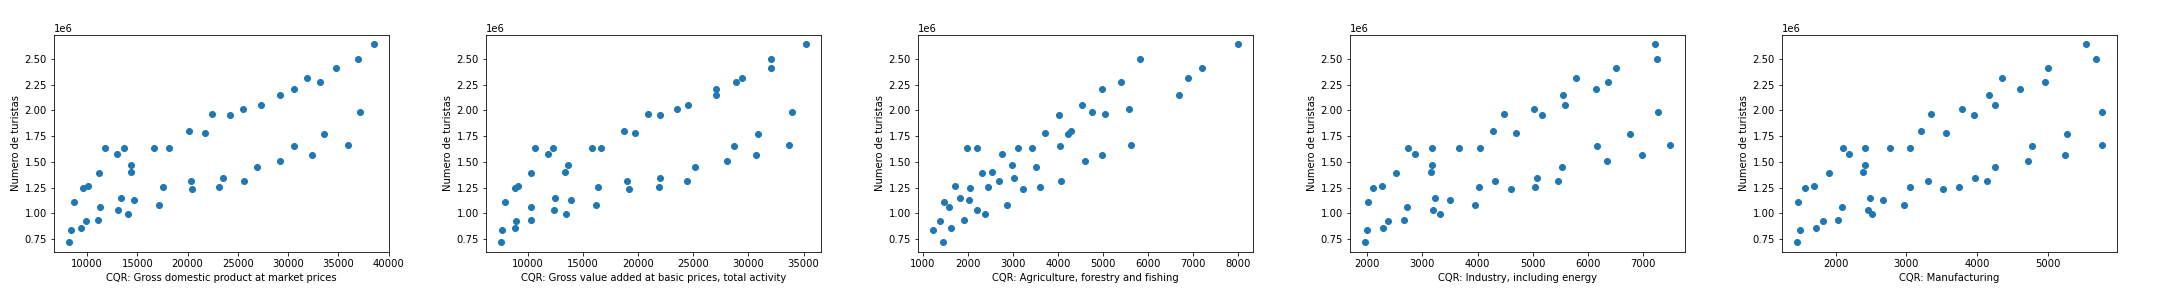 1e6
2.50
2.25
2.00
1.75
1.50
1.25
1.00
0.75
Numero de turistas
10000 15000 20000 25000 30000 35000 40000
CQR: Gross domestic product at market prices
1e6
2.50
2.25
2.00
1.75
1.50
1.25
1.00
0.75
Numero de turistas
10000 15000 20000 25000 30000 35000
CQR: Gross value added at basic prices, total activity
1e6
2.50
2.25
2.00
1.75
1.50
1.25
1.00
0.75
Numero de turistas
1000 2000 3000 4000 5000 6000 7000 8000
CQR: Agriculture, forestry and fishing
1e6
2.50
2.25
2.00
1.75
1.50
1.25
1.00
0.75
Numero de turistas
2000 3000 4000 5000 6000 7000
CQR: Industry, including energy
1e6
2.50
2.25
2.00
1.75
1.50
1.25
1.00
0.75
Numero de turistas
2000 3000 4000 5000
CQR: Manufacturing